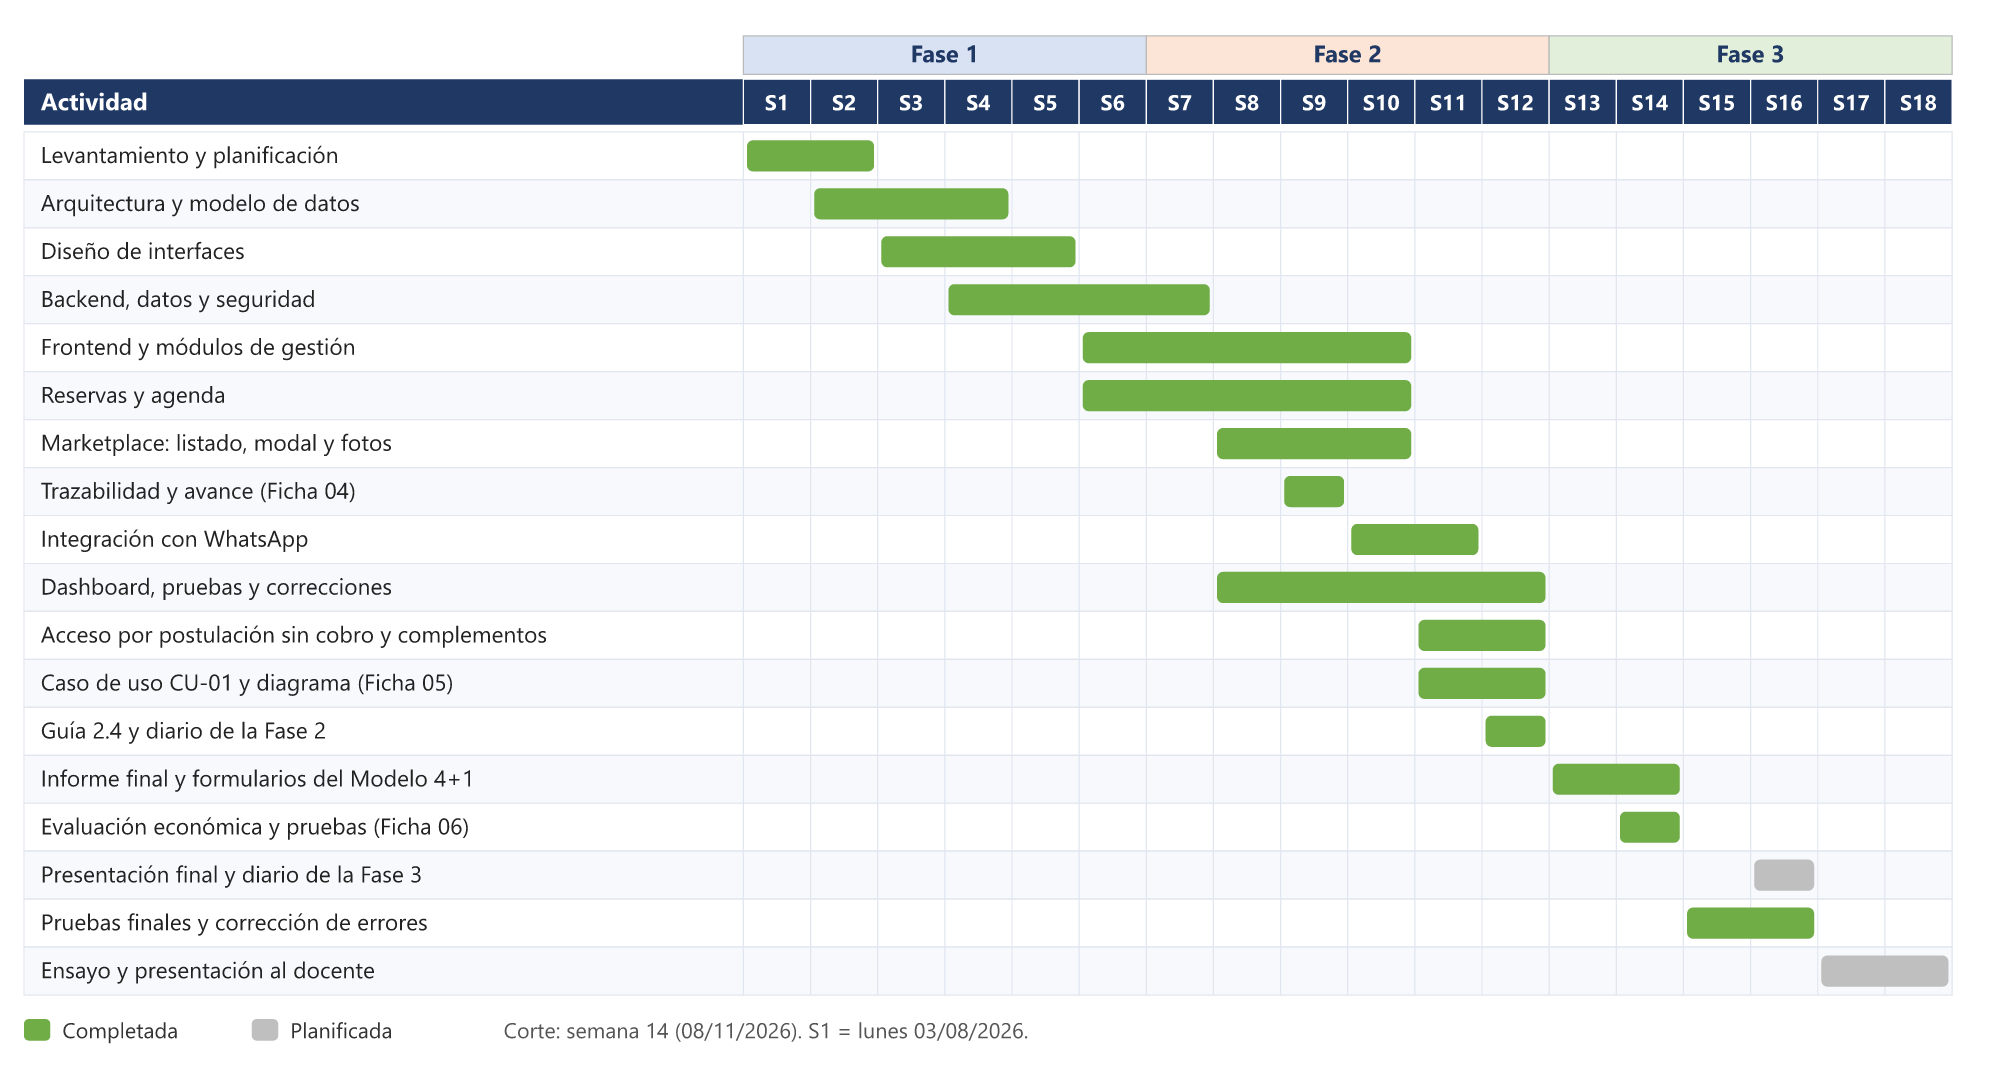 Fase 1 Fase 2 Fase 3
Actividad S1 S2 S3 S4 S5 S6 S7 S8 S9 S10 S11 S12 S13 S14 S15 S16 S17 S18
Levantamiento y planificación
Arquitectura y modelo de datos
Diseño de interfaces
Backend, datos y seguridad
Frontend y módulos de gestión
Reservas y agenda
Marketplace: listado, modal y fotos
Trazabilidad y avance (Ficha 04)
Integración con WhatsApp
Dashboard, pruebas y correcciones
Acceso por postulación sin cobro y complementos
Caso de uso CU-01 y diagrama (Ficha 05)
Guía 2.4 y diario de la Fase 2
Informe final y formularios del Modelo 4+1
Evaluación económica y pruebas (Ficha 06)
Presentación final y diario de la Fase 3
Pruebas finales y corrección de errores
Ensayo y presentación al docente
Completada Planificada Corte: semana 14 (08/11/2026). S1 = lunes 03/08/2026.